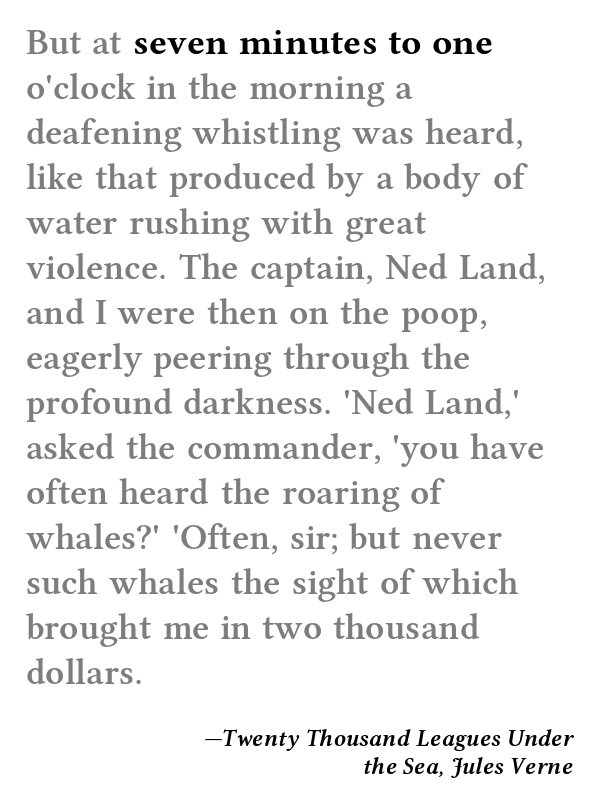 But at seven minutes to one
o'clock in the morning a
deafening whistling was heard,
like that produced by a body of
water rushing with great
violence. The captain, Ned Land,
and I were then on the poop,
eagerly peering through the
profound darkness. 'Ned Land,'
asked the commander, 'you have
often heard the roaring of
whales?' 'Often, sir; but never
such whales the sight of which
brought me in two thousand
dollars.
—Twenty Thousand Leagues Under
the Sea, Jules Verne